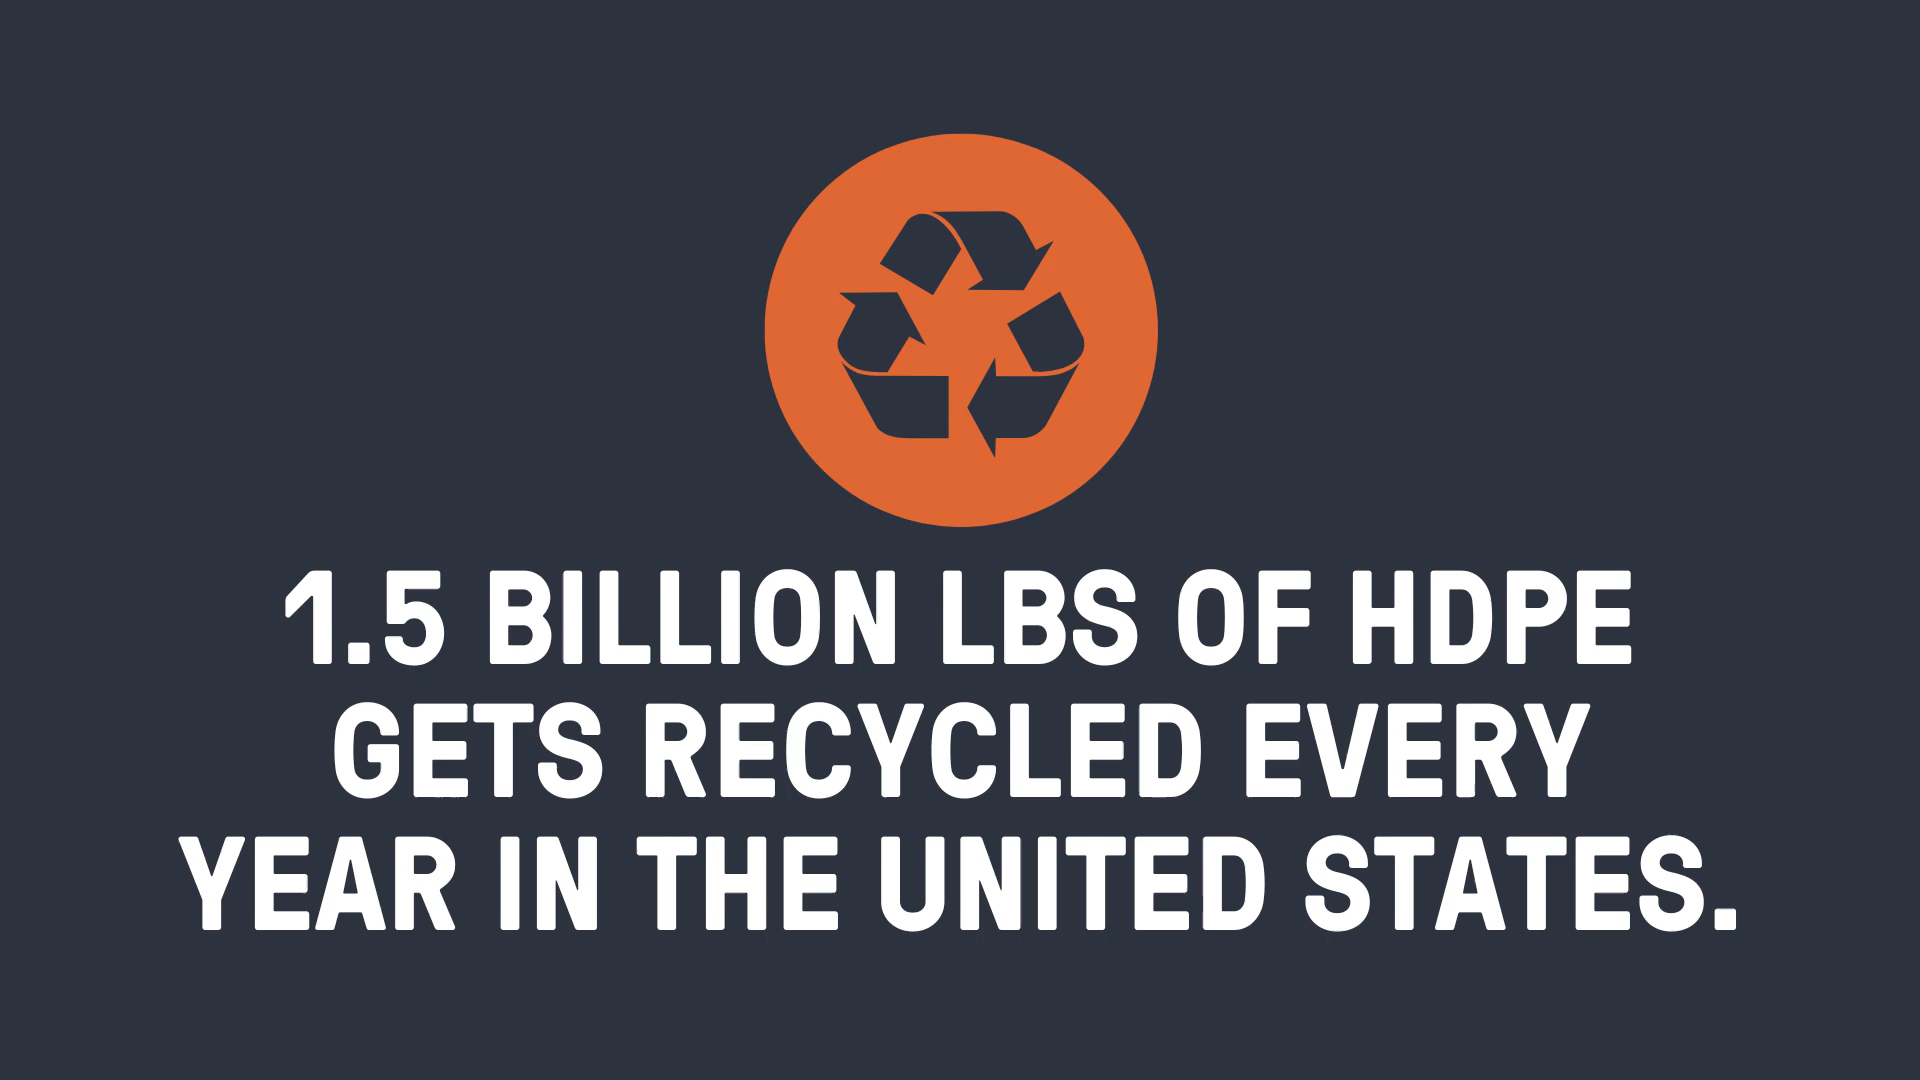 1.5 BILLION LBS OF HDPE
GETS RECYCLED EVERY
YEAR IN THE UNITED STATES.